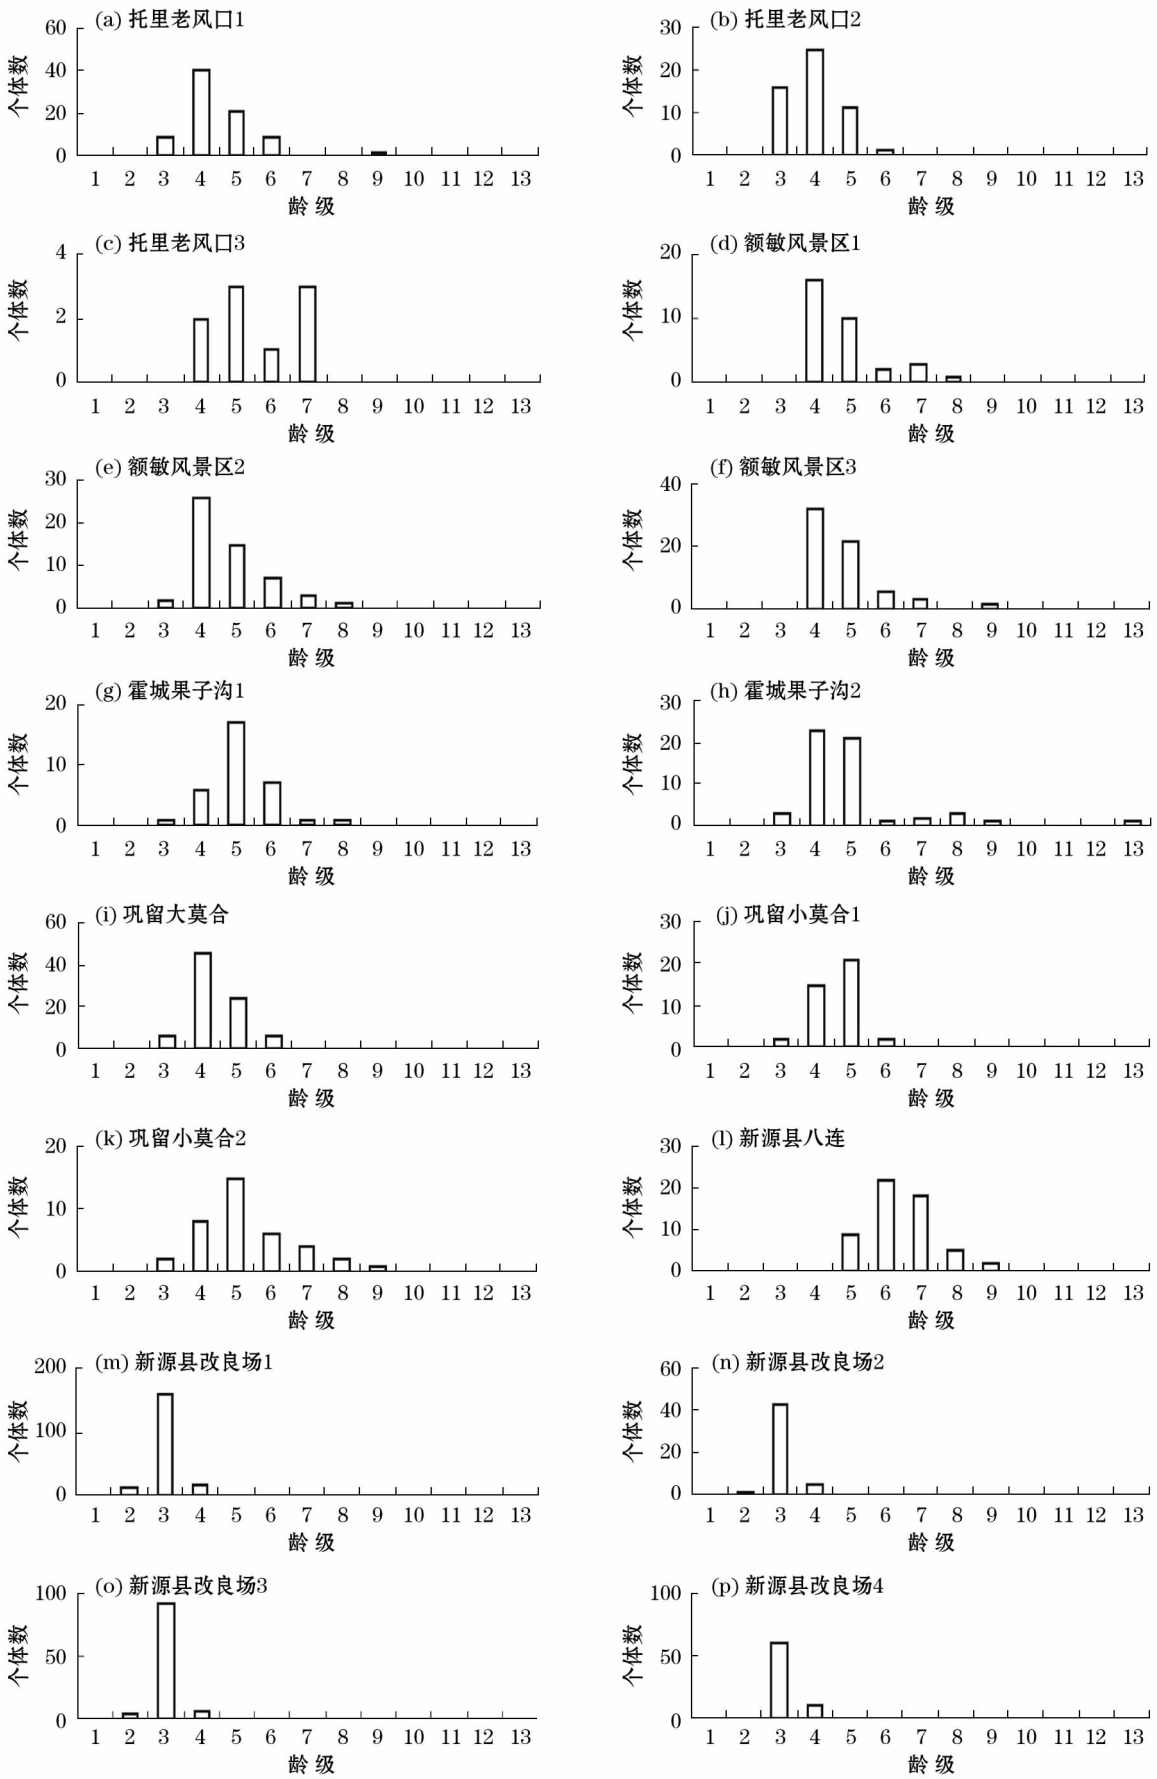 (a) 托里老风口1
个体数
60
40
20
0
1 2 3 4 5 6 7 8 9 10 11 12 13
龄 级
(b) 托里老风口2
个体数
30
20
10
0
1 2 3 4 5 6 7 8 9 10 11 12 13
龄 级
(c) 托里老风口3
个体数
4
2
0
1 2 3 4 5 6 7 8 9 10 11 12 13
龄 级
(d) 额敏风景区1
个体数
20
10
0
1 2 3 4 5 6 7 8 9 10 11 12 13
龄 级
(e) 额敏风景区2
个体数
30
20
10
0
1 2 3 4 5 6 7 8 9 10 11 12 13
龄 级
(f) 额敏风景区3
个体数
40
20
0
1 2 3 4 5 6 7 8 9 10 11 12 13
龄 级
(g) 霍城果子沟1
个体数
20
10
0
1 2 3 4 5 6 7 8 9 10 11 12 13
龄 级
(h) 霍城果子沟2
个体数
30
20
10
0
1 2 3 4 5 6 7 8 9 10 11 12 13
龄 级
(i) 巩留大莫合
个体数
60
40
20
0
1 2 3 4 5 6 7 8 9 10 11 12 13
龄 级
(j) 巩留小莫合1
个体数
30
20
10
0
1 2 3 4 5 6 7 8 9 10 11 12 13
龄 级
(k) 巩留小莫合2
个体数
20
10
0
1 2 3 4 5 6 7 8 9 10 11 12 13
龄 级
(l) 新源县八连
个体数
30
20
10
0
1 2 3 4 5 6 7 8 9 10 11 12 13
龄 级
(m) 新源县改良场1
个体数
200
100
0
1 2 3 4 5 6 7 8 9 10 11 12 13
龄 级
(n) 新源县改良场2
个体数
60
40
20
0
1 2 3 4 5 6 7 8 9 10 11 12 13
龄 级
(o) 新源县改良场3
个体数
100
50
0
1 2 3 4 5 6 7 8 9 10 11 12 13
龄 级
(p) 新源县改良场4
个体数
100
50
0
1 2 3 4 5 6 7 8 9 10 11 12 13
龄 级